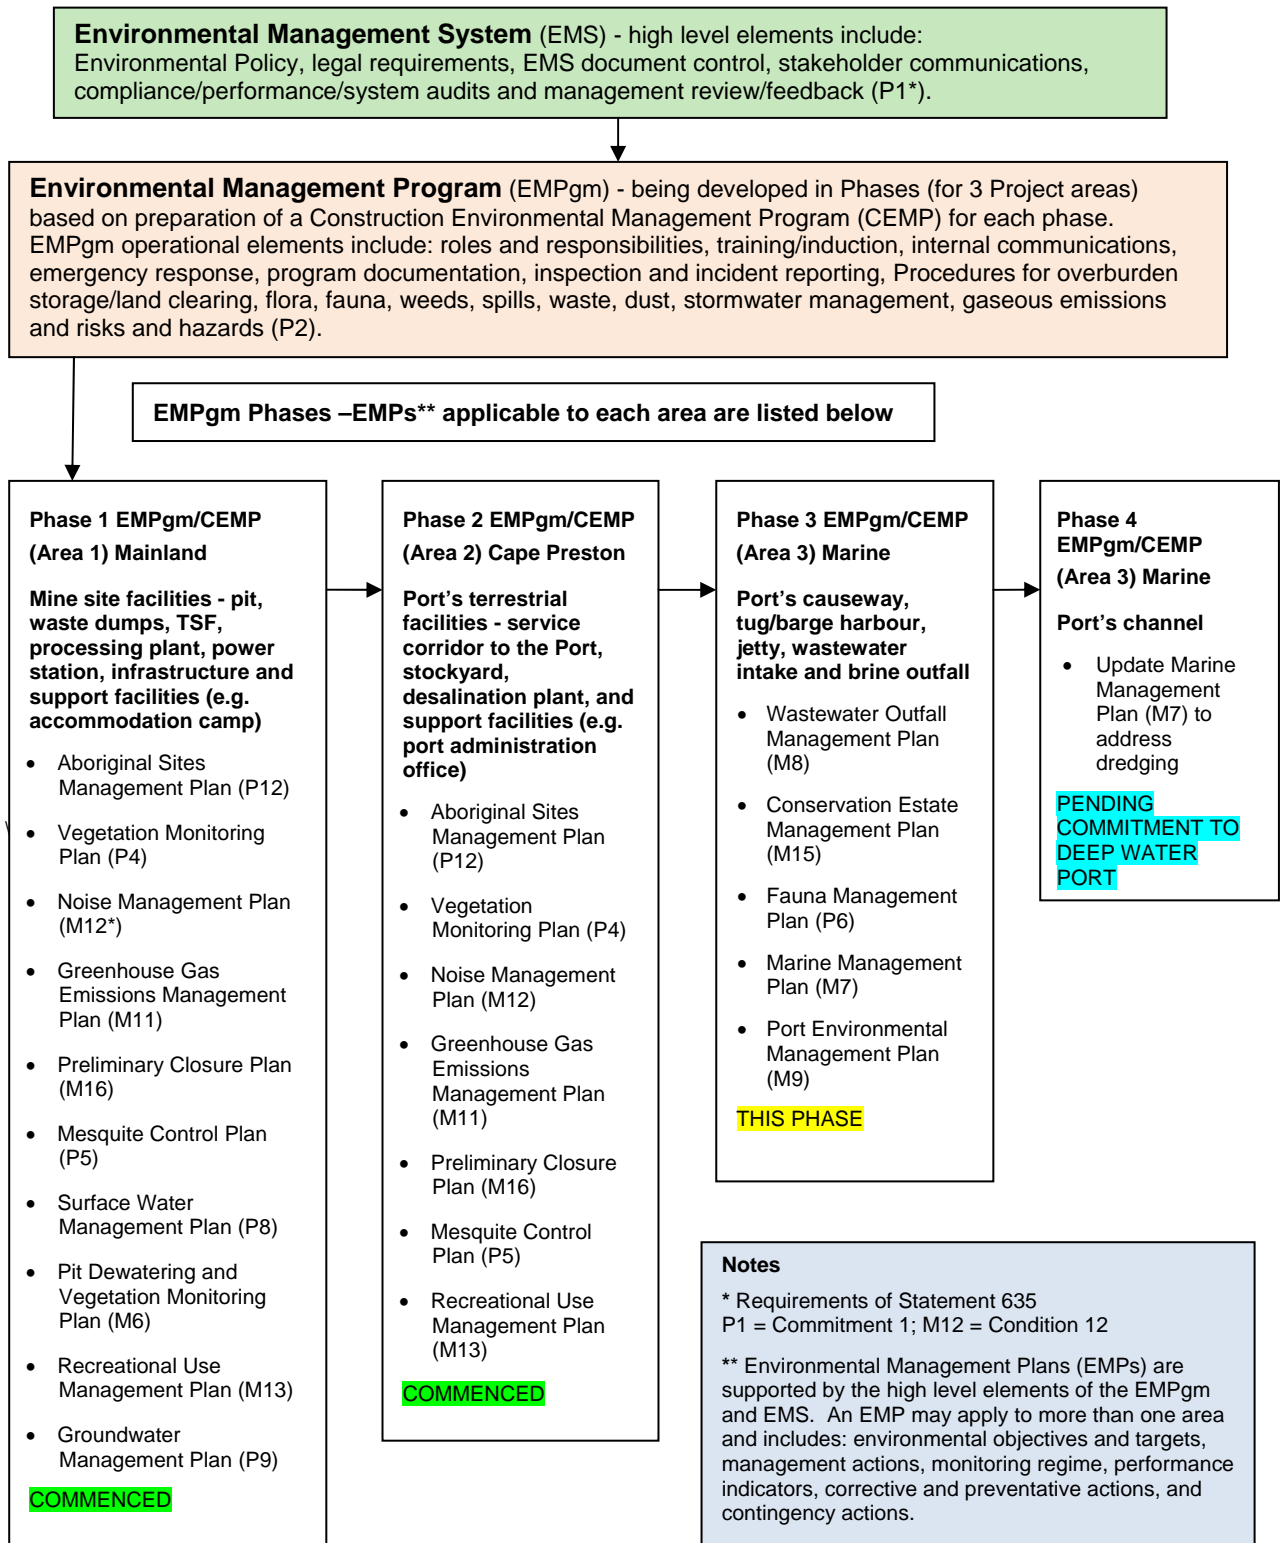 Environmental Management System (EMS) - high level elements include:
Environmental Policy, legal requirements, EMS document control, stakeholder communications,
compliance/performance/system audits and management review/feedback (P1*).
Environmental Management Program (EMPgm) - being developed in Phases (for 3 Project areas)
based on preparation of a Construction Environmental Management Program (CEMP) for each phase.
EMPgm operational elements include: roles and responsibilities, training/induction, internal communications,
emergency response, program documentation, inspection and incident reporting, Procedures for overburden
storage/land clearing, flora, fauna, weeds, spills, waste, dust, stormwater management, gaseous emissions
and risks and hazards (P2).
EMPgm Phases –EMPs** applicable to each area are listed below
Phase 1 EMPgm/CEMP
(Area 1) Mainland
Mine site facilities - pit,
waste dumps, TSF,
processing plant, power
station, infrastructure and
support facilities (e.g.
accommodation camp)
• Aboriginal Sites
Management Plan (P12)
• Vegetation Monitoring
Plan (P4)
• Noise Management Plan
(M12*)
• Greenhouse Gas
Emissions Management
Plan (M11)
• Preliminary Closure Plan
(M16)
• Mesquite Control Plan
(P5)
• Surface Water
Management Plan (P8)
• Pit Dewatering and
Vegetation Monitoring
Plan (M6)
• Recreational Use
Management Plan (M13)
• Groundwater
Management Plan (P9)
COMMENCED
\
Phase 2 EMPgm/CEMP
(Area 2) Cape Preston
Port's terrestrial
facilities - service
corridor to the Port,
stockyard,
desalination plant, and
support facilities (e.g.
port administration
office)
• Aboriginal Sites
Management Plan
(P12)
• Vegetation
Monitoring Plan (P4)
• Noise Management
Plan (M12)
• Greenhouse Gas
Emissions
Management Plan
(M11)
• Preliminary Closure
Plan (M16)
• Mesquite Control
Plan (P5)
• Recreational Use
Management Plan
(M13)
COMMENCED
Phase 3 EMPgm/CEMP
(Area 3) Marine
Port's causeway,
tug/barge harbour,
jetty, wastewater
intake and brine outfall
• Wastewater Outfall
Management Plan
(M8)
• Conservation Estate
Management Plan
(M15)
• Fauna Management
Plan (P6)
• Marine Management
Plan (M7)
• Port Environmental
Management Plan
(M9)
THIS PHASE
Phase 4
EMPgm/CEMP
(Area 3) Marine
Port's channel
• Update Marine
Management
Plan (M7) to
address
dredging
PENDING
COMMITMENT TO
DEEP WATER
PORT
Notes
* Requirements of Statement 635
P1 = Commitment 1; M12 = Condition 12
** Environmental Management Plans (EMPs) are
supported by the high level elements of the EMPgm
and EMS. An EMP may apply to more than one area
and includes: environmental objectives and targets,
management actions, monitoring regime, performance
indicators, corrective and preventative actions, and
contingency actions.